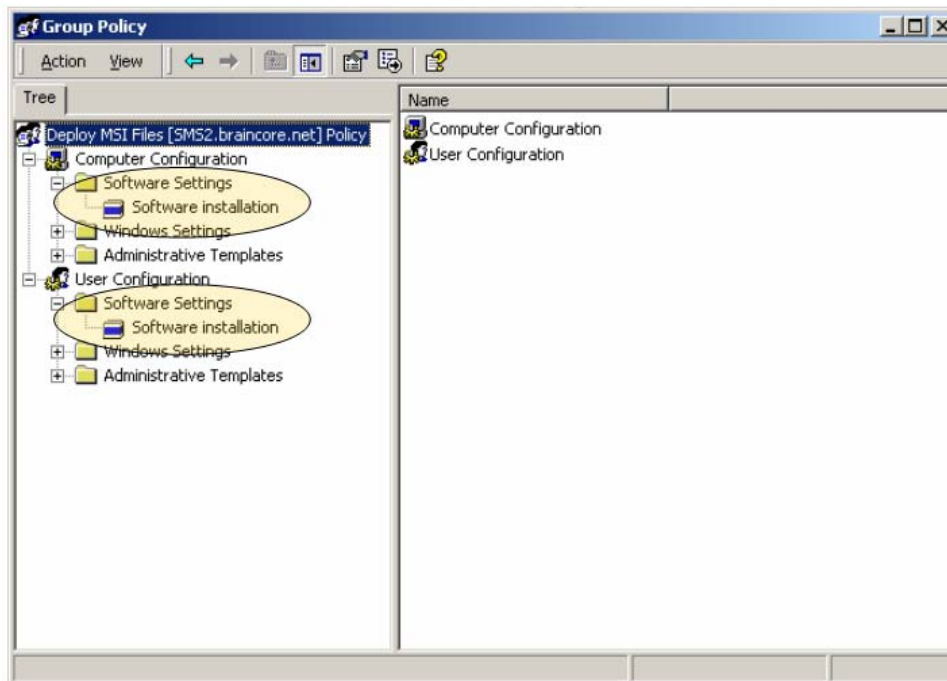 Group Policy
Action View
Tree
Name
Deploy MSI Files [SMS2.braincore.net] Policy
Computer Configuration
Software Settings
Software installation
Windows Settings
Administrative Templates
User Configuration
Software Settings
Software installation
Windows Settings
Administrative Templates
Computer Configuration
User Configuration